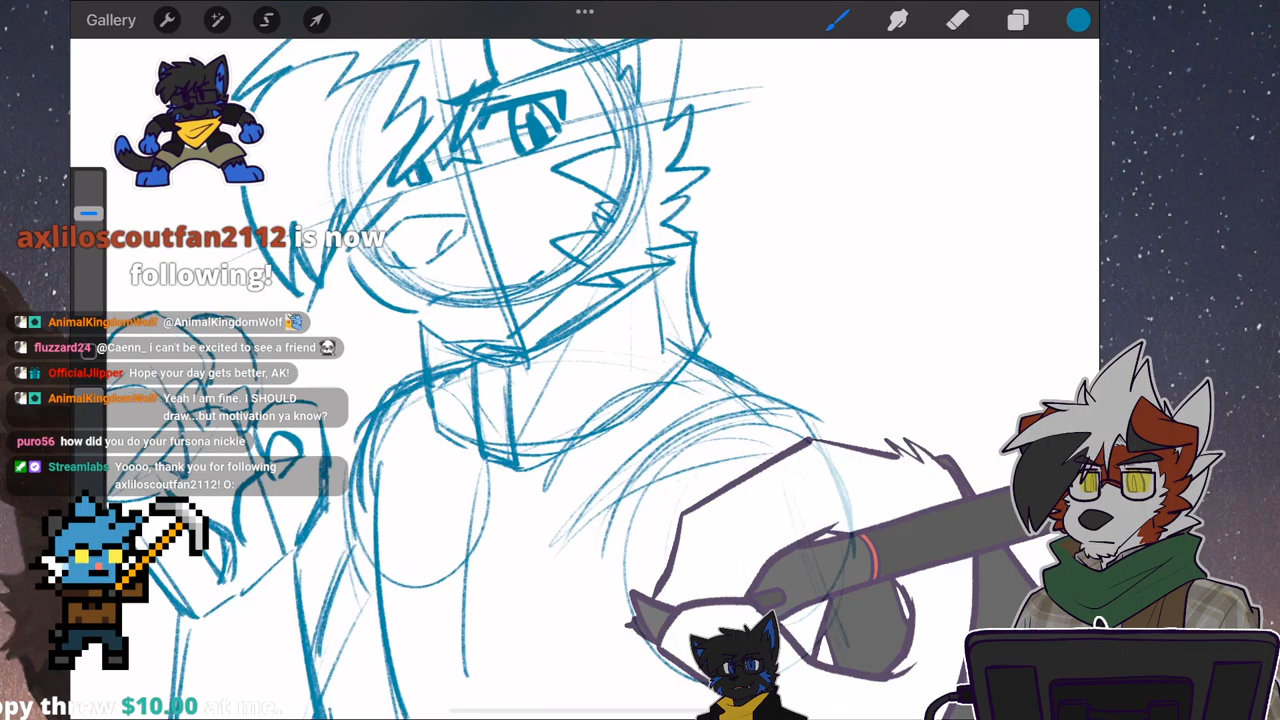 Gallery
axliloscoutfan2112 is now
following!
AnimalKingdomWolf @AnimalKingdomWolf
fluzzard24 @Caenn_ i can't be excited to see a friend
OfficialJlipper Hope your day gets better, AK!
AnimalKingdomWolf Yeah I am fine. I SHOULD
draw...but motivation ya know?
puro56 how did you do your fursona nickie
Streamlabs Yoooo, thank you for following
axliloscoutfan2112! O:
ppy threw $10.00 at me.